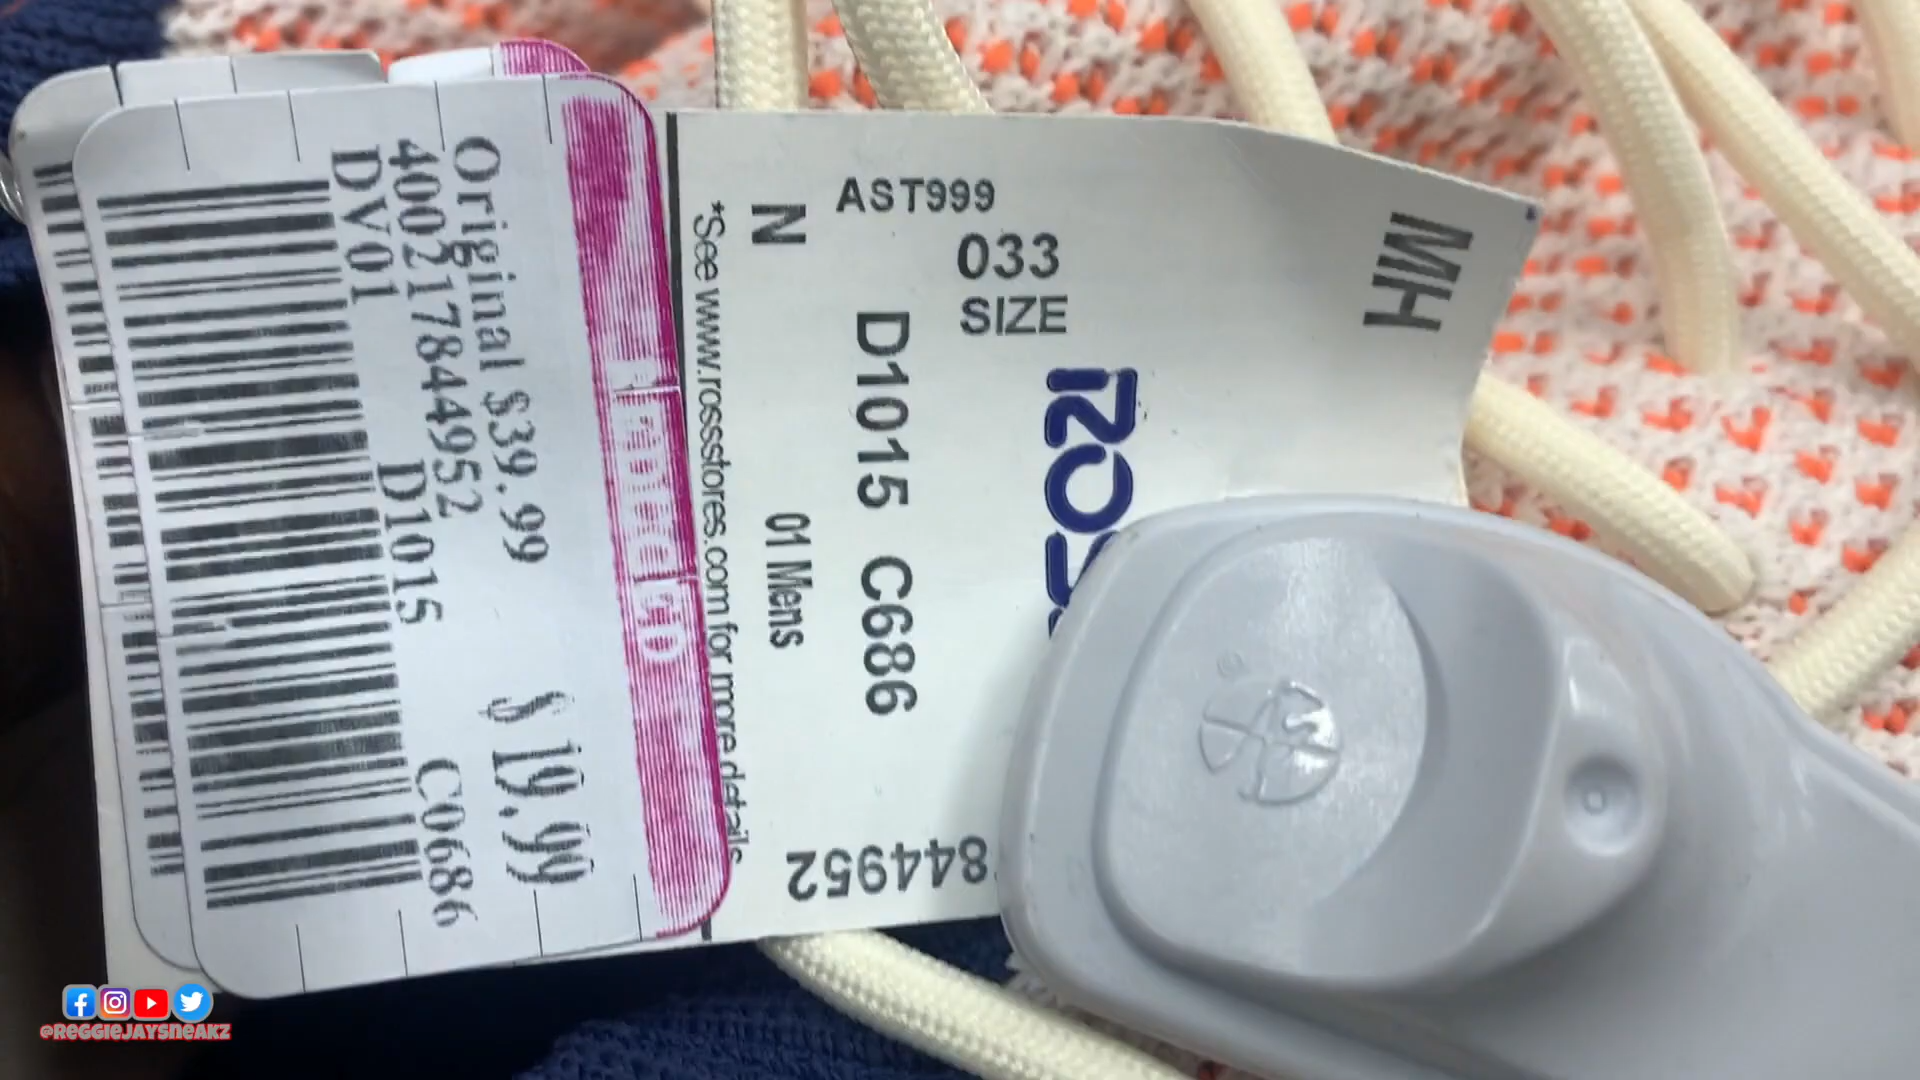 Original $39.99
400217844952
DV01 D1015 C0686
$19.99
MH
ROSS
AST999
033
SIZE
D1015 C686
N 01 Mens
*See www.rossstores.com for more details
844952
@REGGIEJAYSNEAKZ